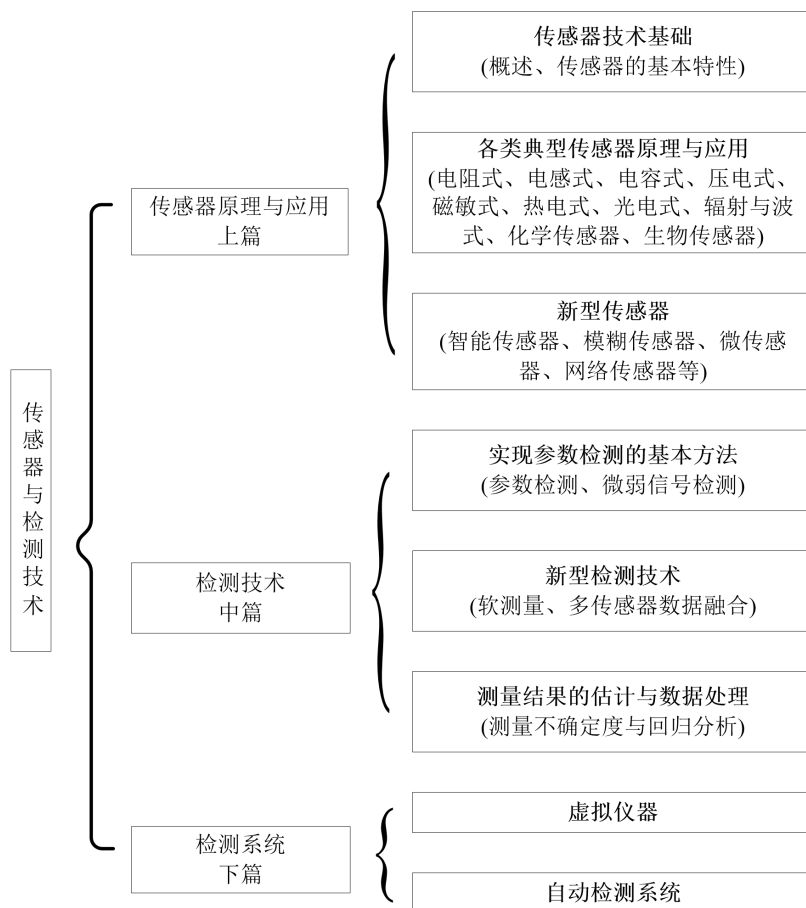 传感器与检测技术
传感器原理与应用
上篇
传感器技术基础
(概述、传感器的基本特性)
各类典型传感器原理与应用
(电阻式、电感式、电容式、压电式、
磁敏式、热电式、光电式、辐射与波
式、化学传感器、生物传感器)
新型传感器
(智能传感器、模糊传感器、微传感
器、网络传感器等)
检测技术
中篇
实现参数检测的基本方法
(参数检测、微弱信号检测)
新型检测技术
(软测量、多传感器数据融合)
测量结果的估计与数据处理
(测量不确定度与回归分析)
检测系统
下篇
虚拟仪器
自动检测系统